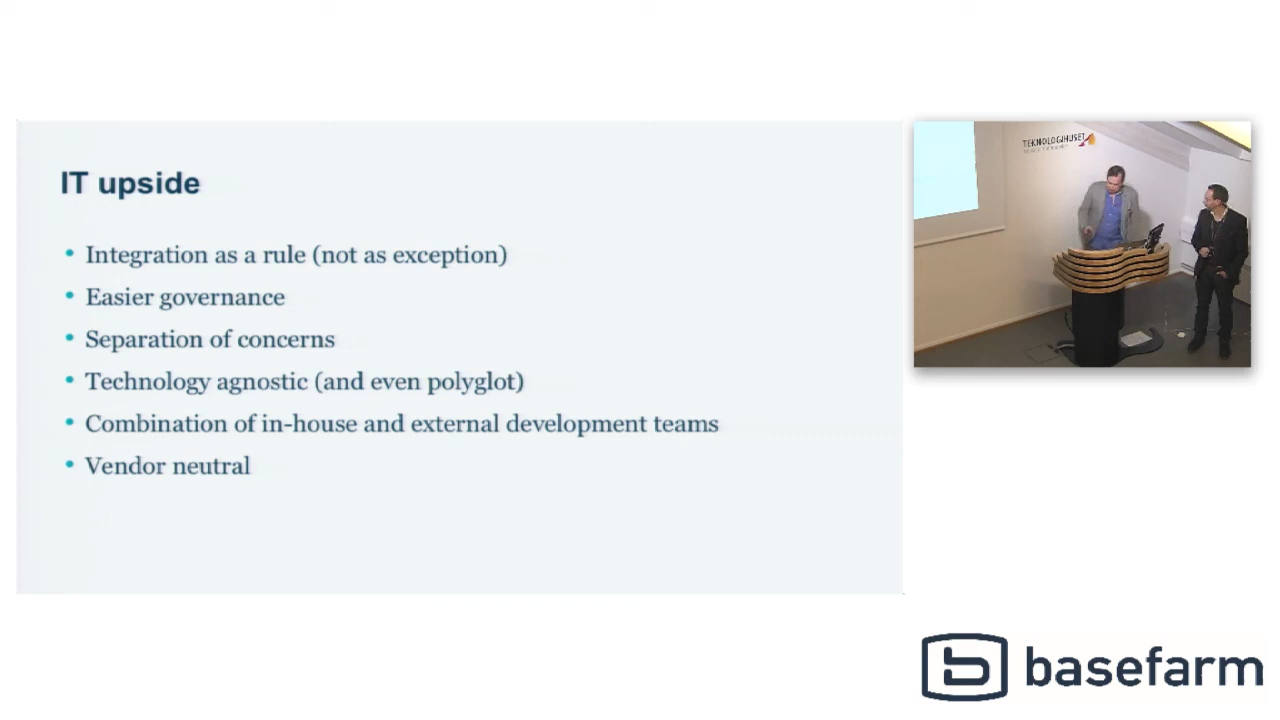 IT upside
• Integration as a rule (not as exception)
• Easier governance
• Separation of concerns
• Technology agnostic (and even polyglot)
• Combination of in-house and external development teams
• Vendor neutral
TEKNOLOGIHUSET
basefarm